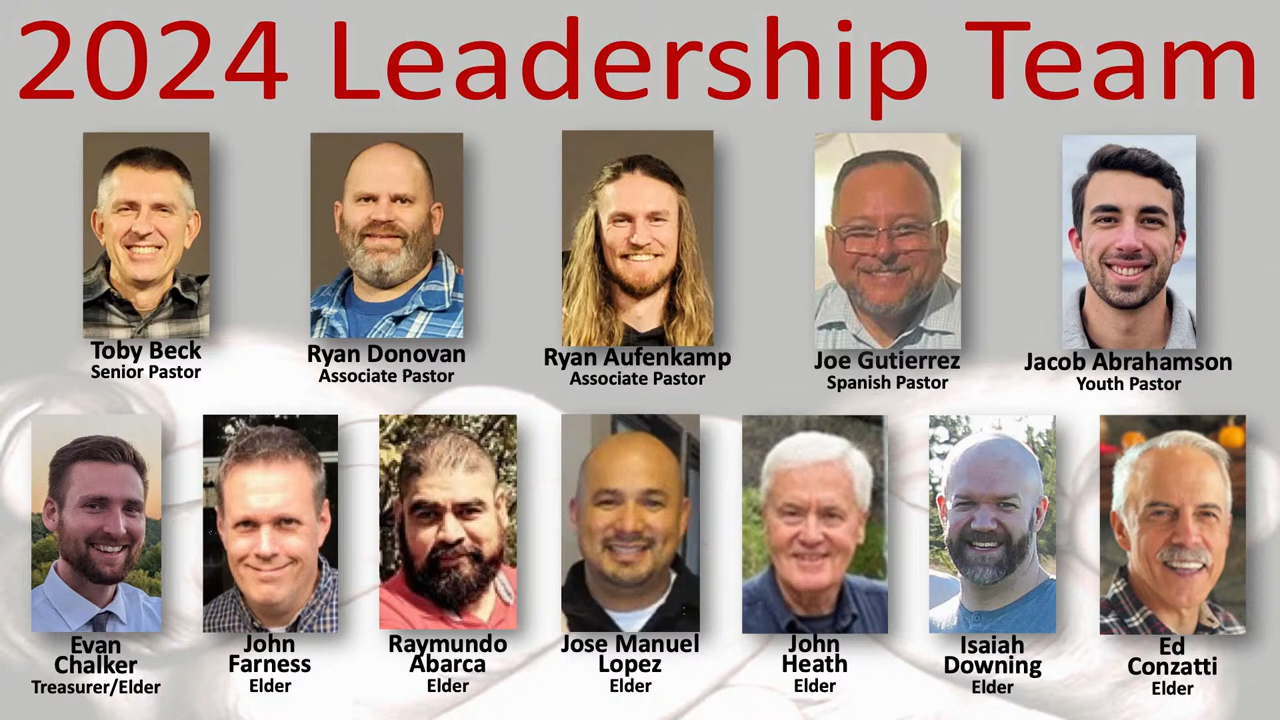 2024 Leadership Team
Toby Beck
Senior Pastor
Ryan Donovan
Associate Pastor
Ryan Aufenkamp
Associate Pastor
Joe Gutierrez
Spanish Pastor
Jacob Abrahamson
Youth Pastor
Evan
Chalker
Treasurer/Elder
John
Farness
Elder
Raymundo
Abarca
Elder
Jose Manuel
Lopez
Elder
John
Heath
Elder
Isaiah
Downing
Elder
Ed
Conzatti
Elder